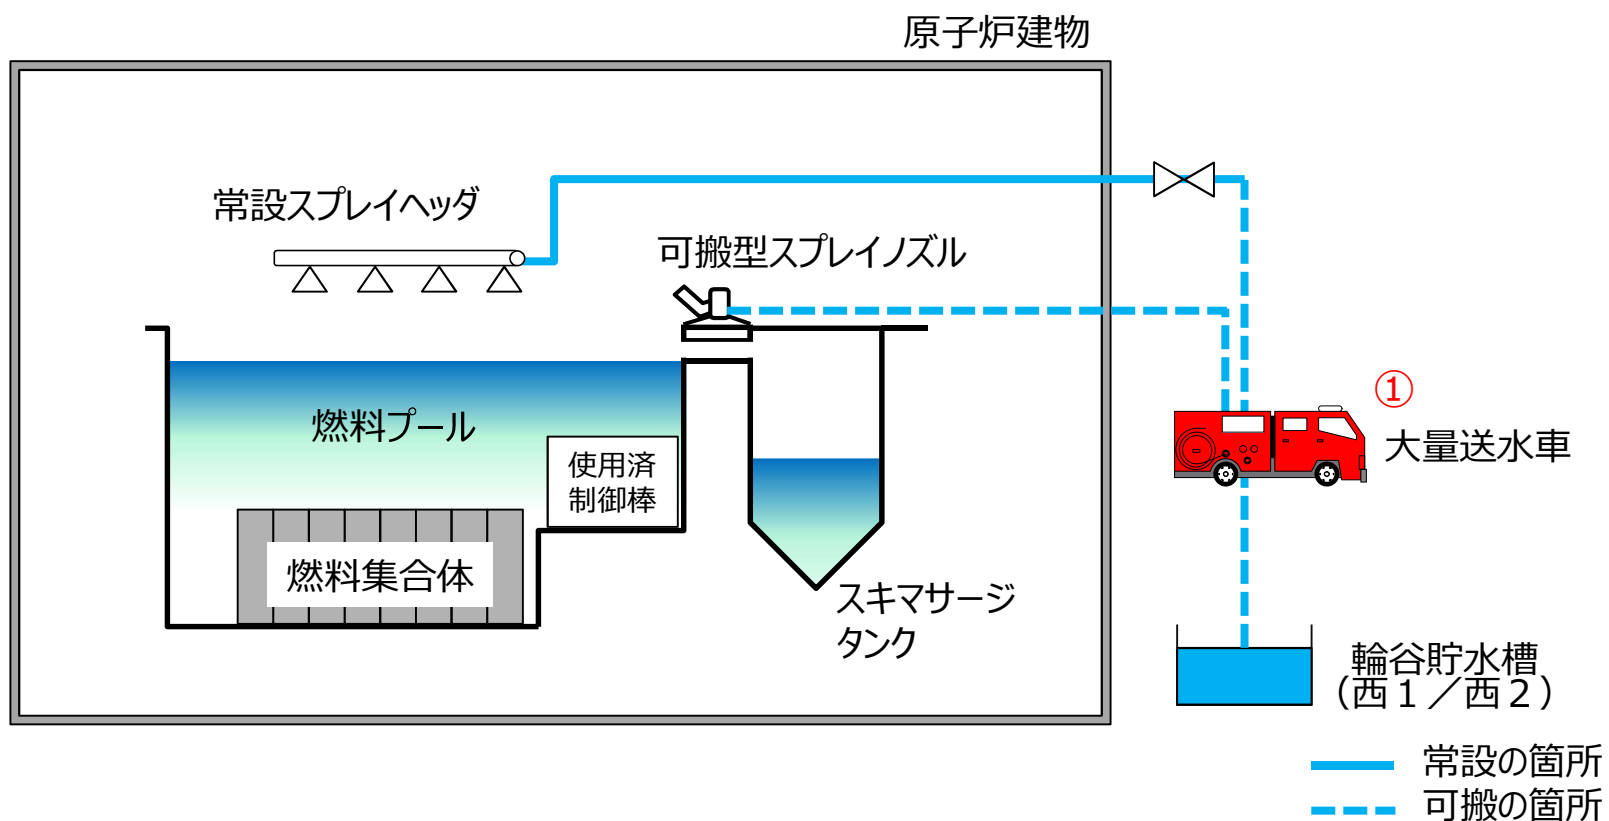 原子炉建物
常設スプレイヘッダ
可搬型スプレイノズル
①
大量送水車
燃料プール
使用済
制御棒
燃料集合体
スキマサージ
タンク
輪谷貯水槽
（西１／西２）
常設の箇所
可搬の箇所